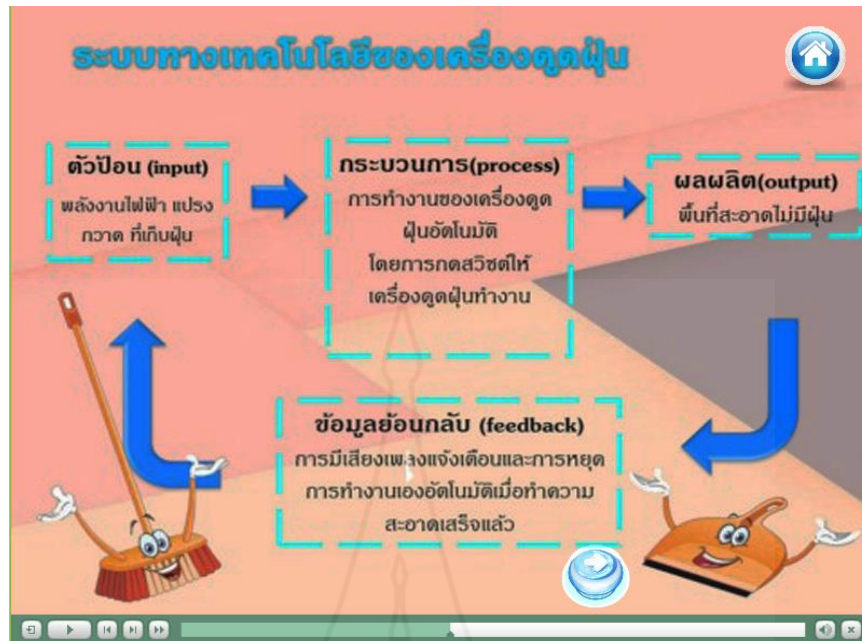 ระบบทางเทคโนโลยีของเครื่องดูดฝุ่น
ตัวป้อน (input)
พลังงานไฟฟ้า แปรง
กวาด ที่เก็บฝุ่น
กระบวนการ(process)
การทำงานของเครื่องดูด
ฝุ่นอัตโนมัติ
โดยการกดสวิซต์ให้
เครื่องดูดฝุ่นทำงาน
ผลผลิต(output)
พื้นที่สะอาดไม่มีฝุ่น
ข้อมูลย้อนกลับ (feedback)
การมีเสียงเพลงแจ้งเตือนและการหยุด
การทำงานเองอัตโนมัติเมื่อทำความ
สะอาดเสร็จแล้ว